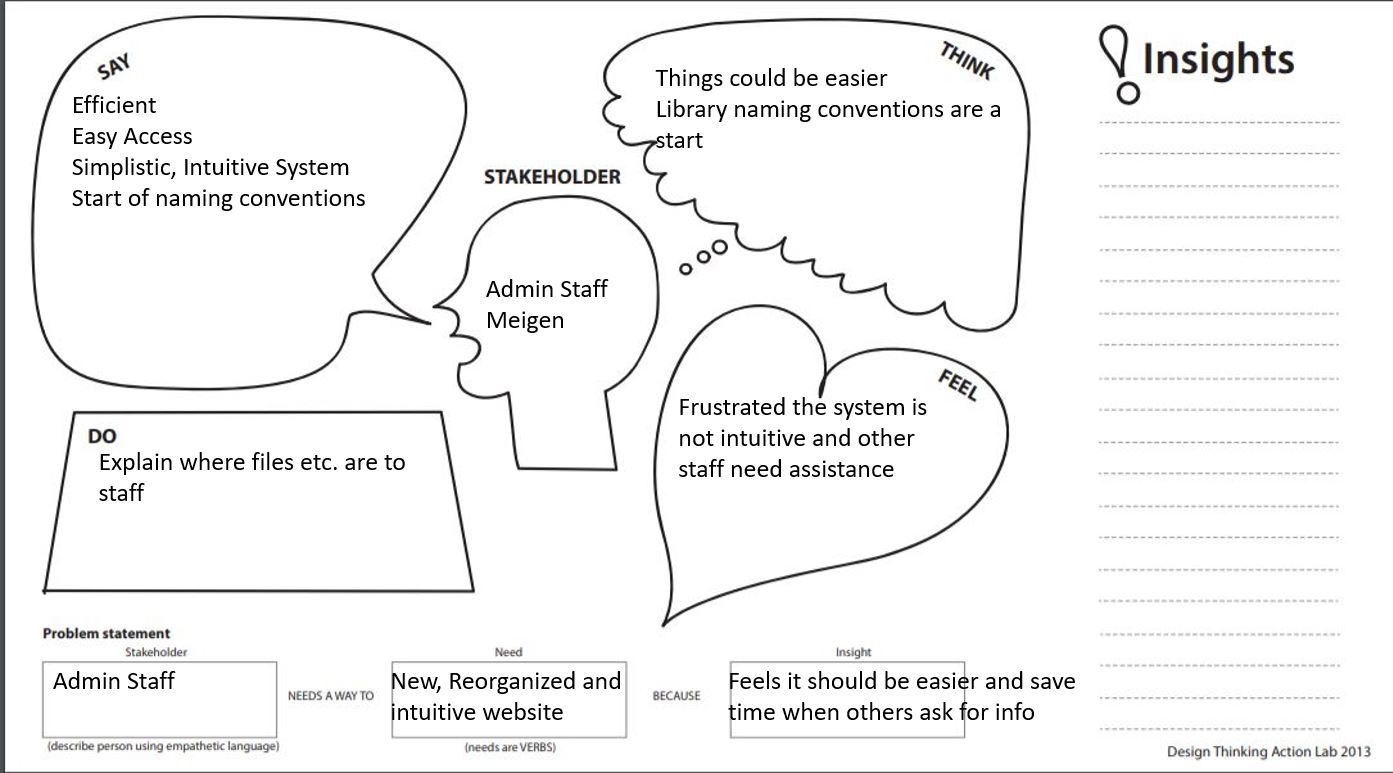 SAY
Efficient
Easy Access
Simplistic, Intuitive System
Start of naming conventions
THINK
Things could be easier
Library naming conventions are a
start
Insights
STAKEHOLDER
Admin Staff
Meigen
DO
Explain where files etc. are to
staff
FEEL
Frustrated the system is
not intuitive and other
staff need assistance
Problem statement
Stakeholder
Admin Staff
(describe person using empathetic language)
NEEDS A WAY TO
Need
New, Reorganized and
intuitive website
(needs are VERBS)
BECAUSE
Insight
Feels it should be easier and save
time when others ask for info
Design Thinking Action Lab 2013